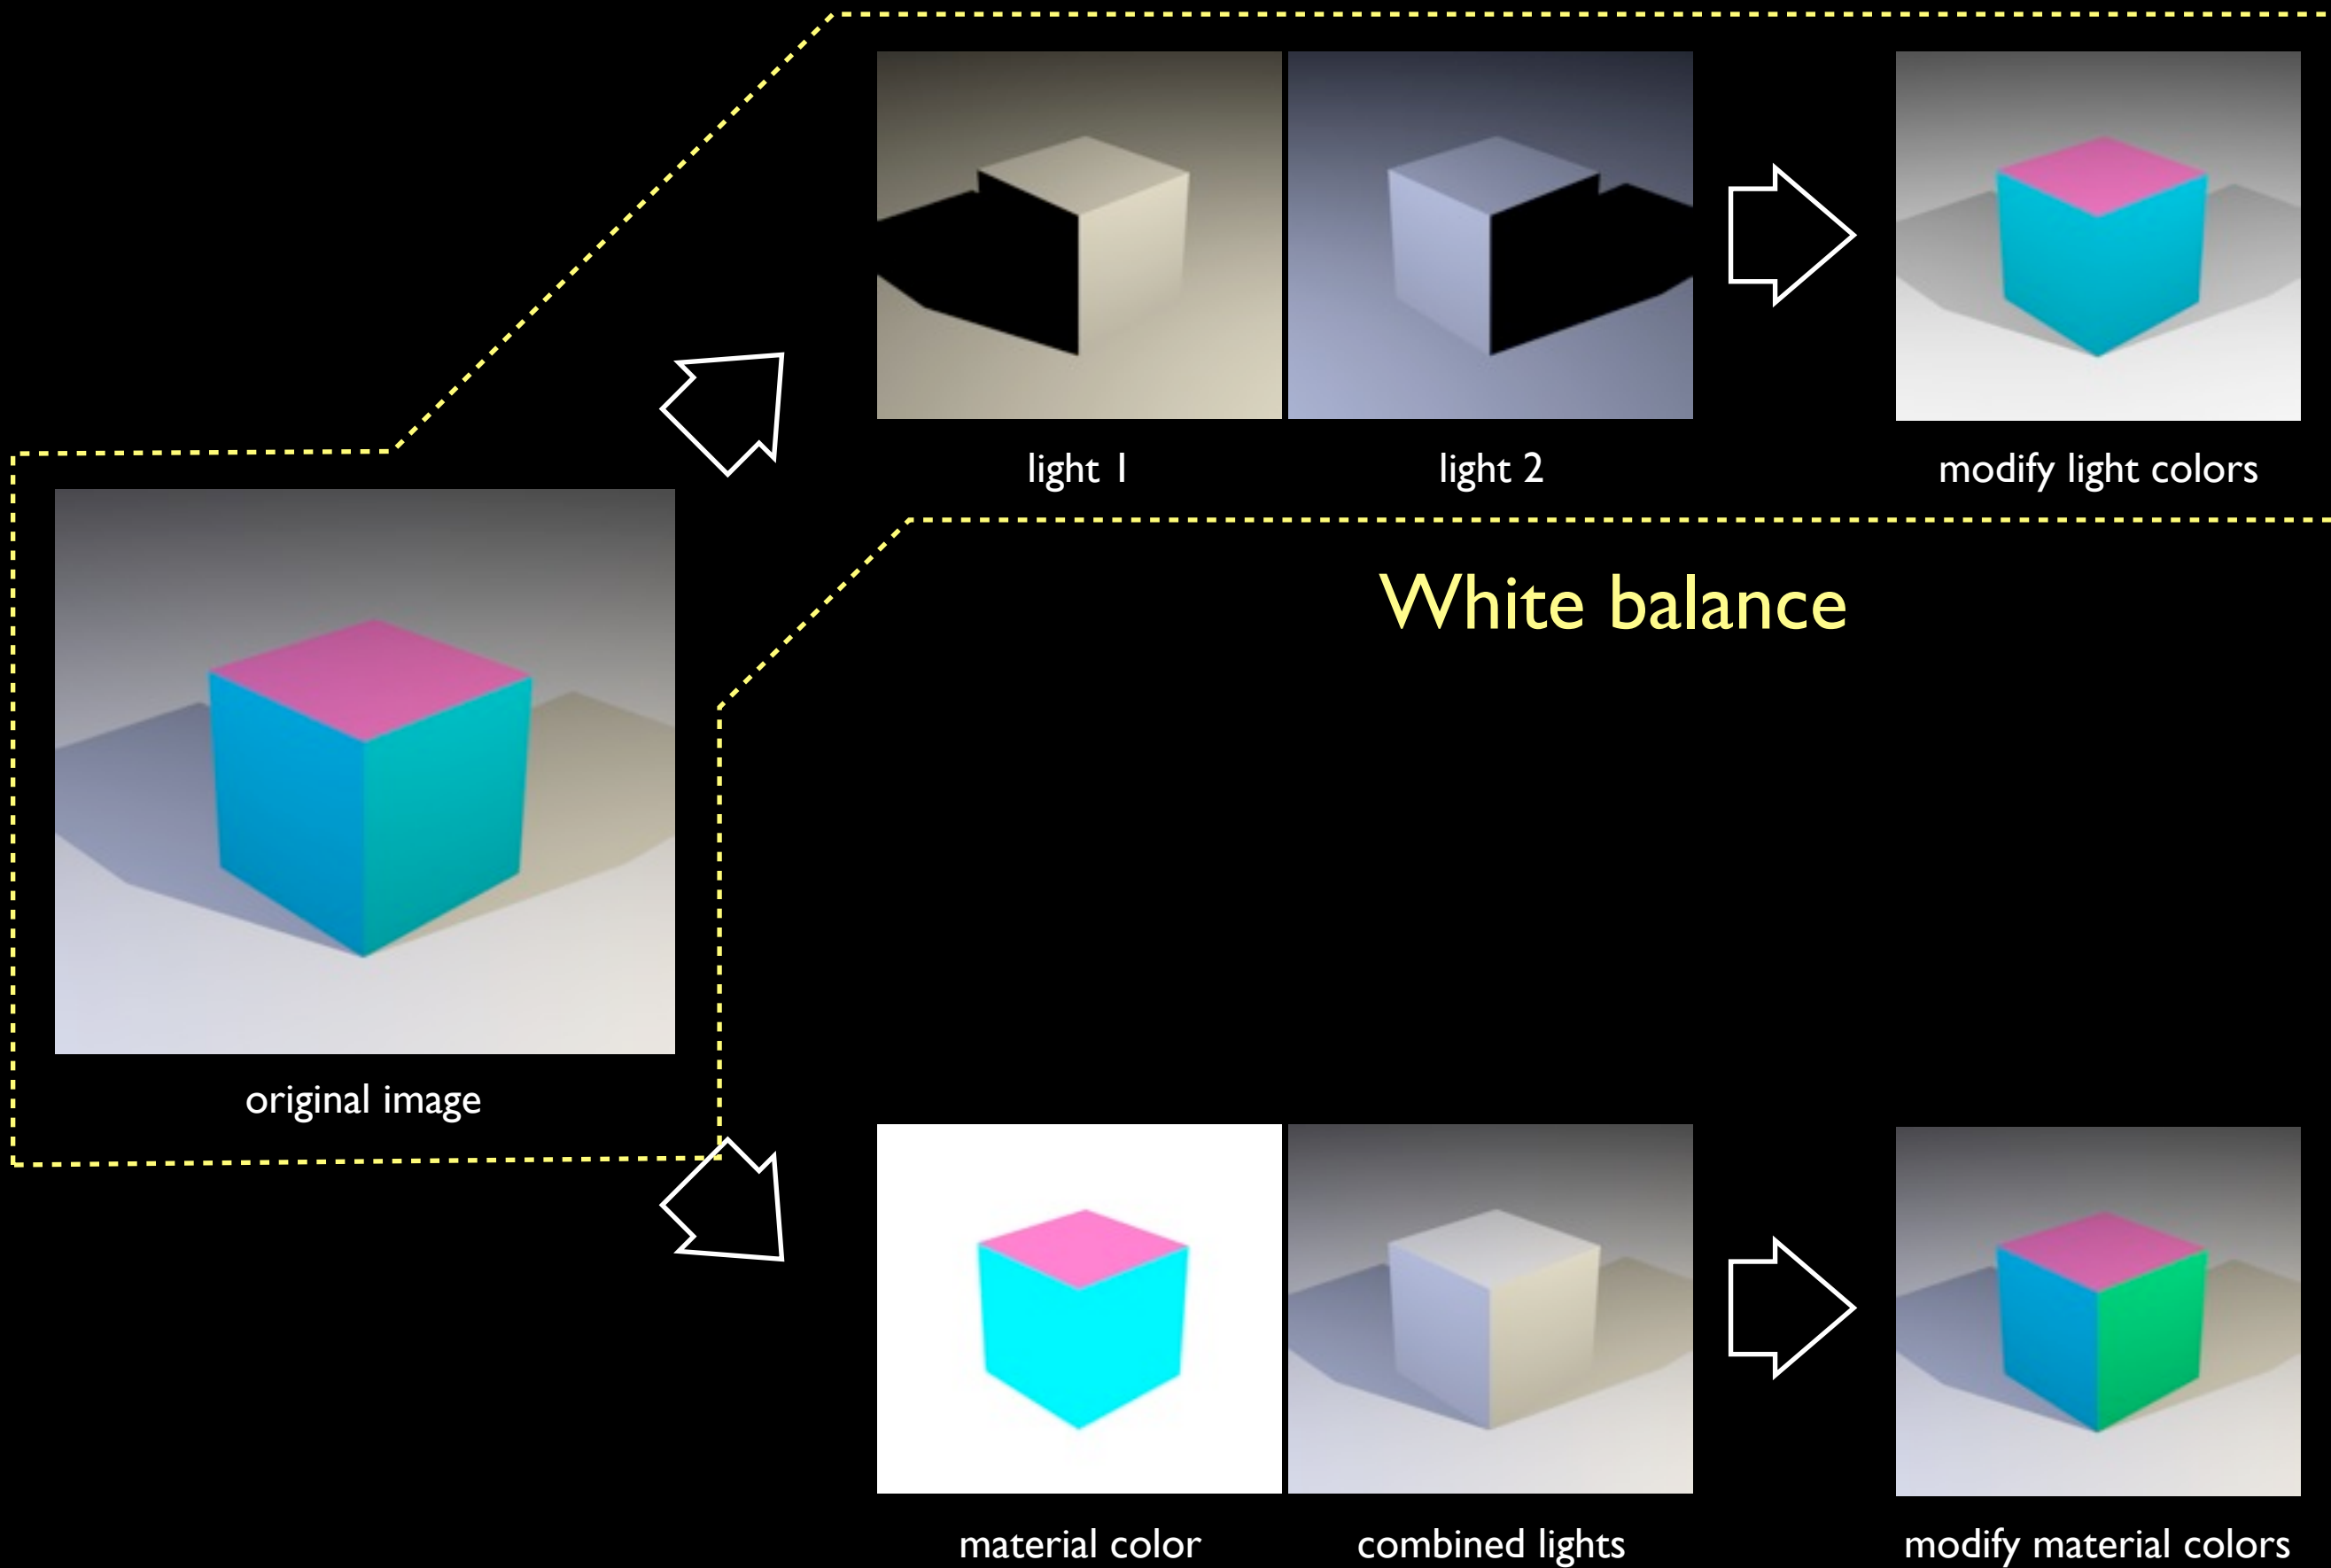 light 1
light 2
modify light colors
White balance
original image
material color
combined lights
modify material colors